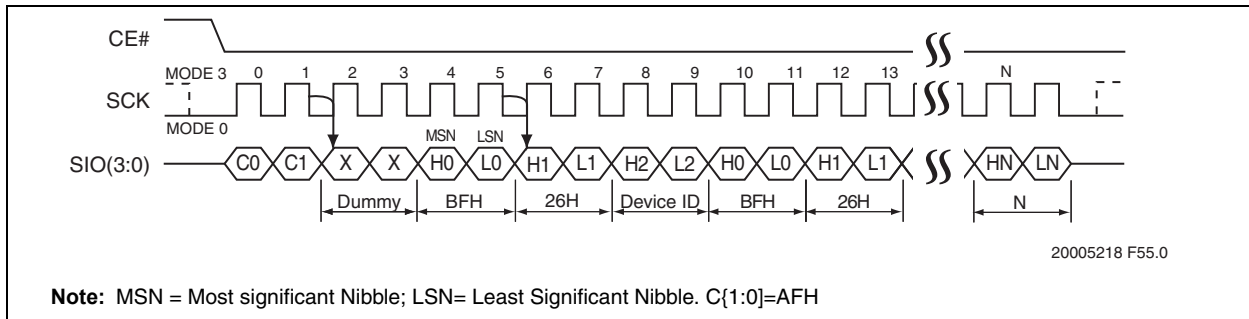 CE#
MODE 3 0 1 2 3 4 5 6 7 8 9 10 11 12 13 N
SCK
MODE 0
MSN LSN
SIO(3:0) C0 C1 X X H0 L0 H1 L1 H2 L2 H0 L0 H1 L1 HN LN
Dummy BFH 26H Device ID BFH 26H N
20005218 F55.0
Note: MSN = Most significant Nibble; LSN= Least Significant Nibble. C{1:0]=AFH